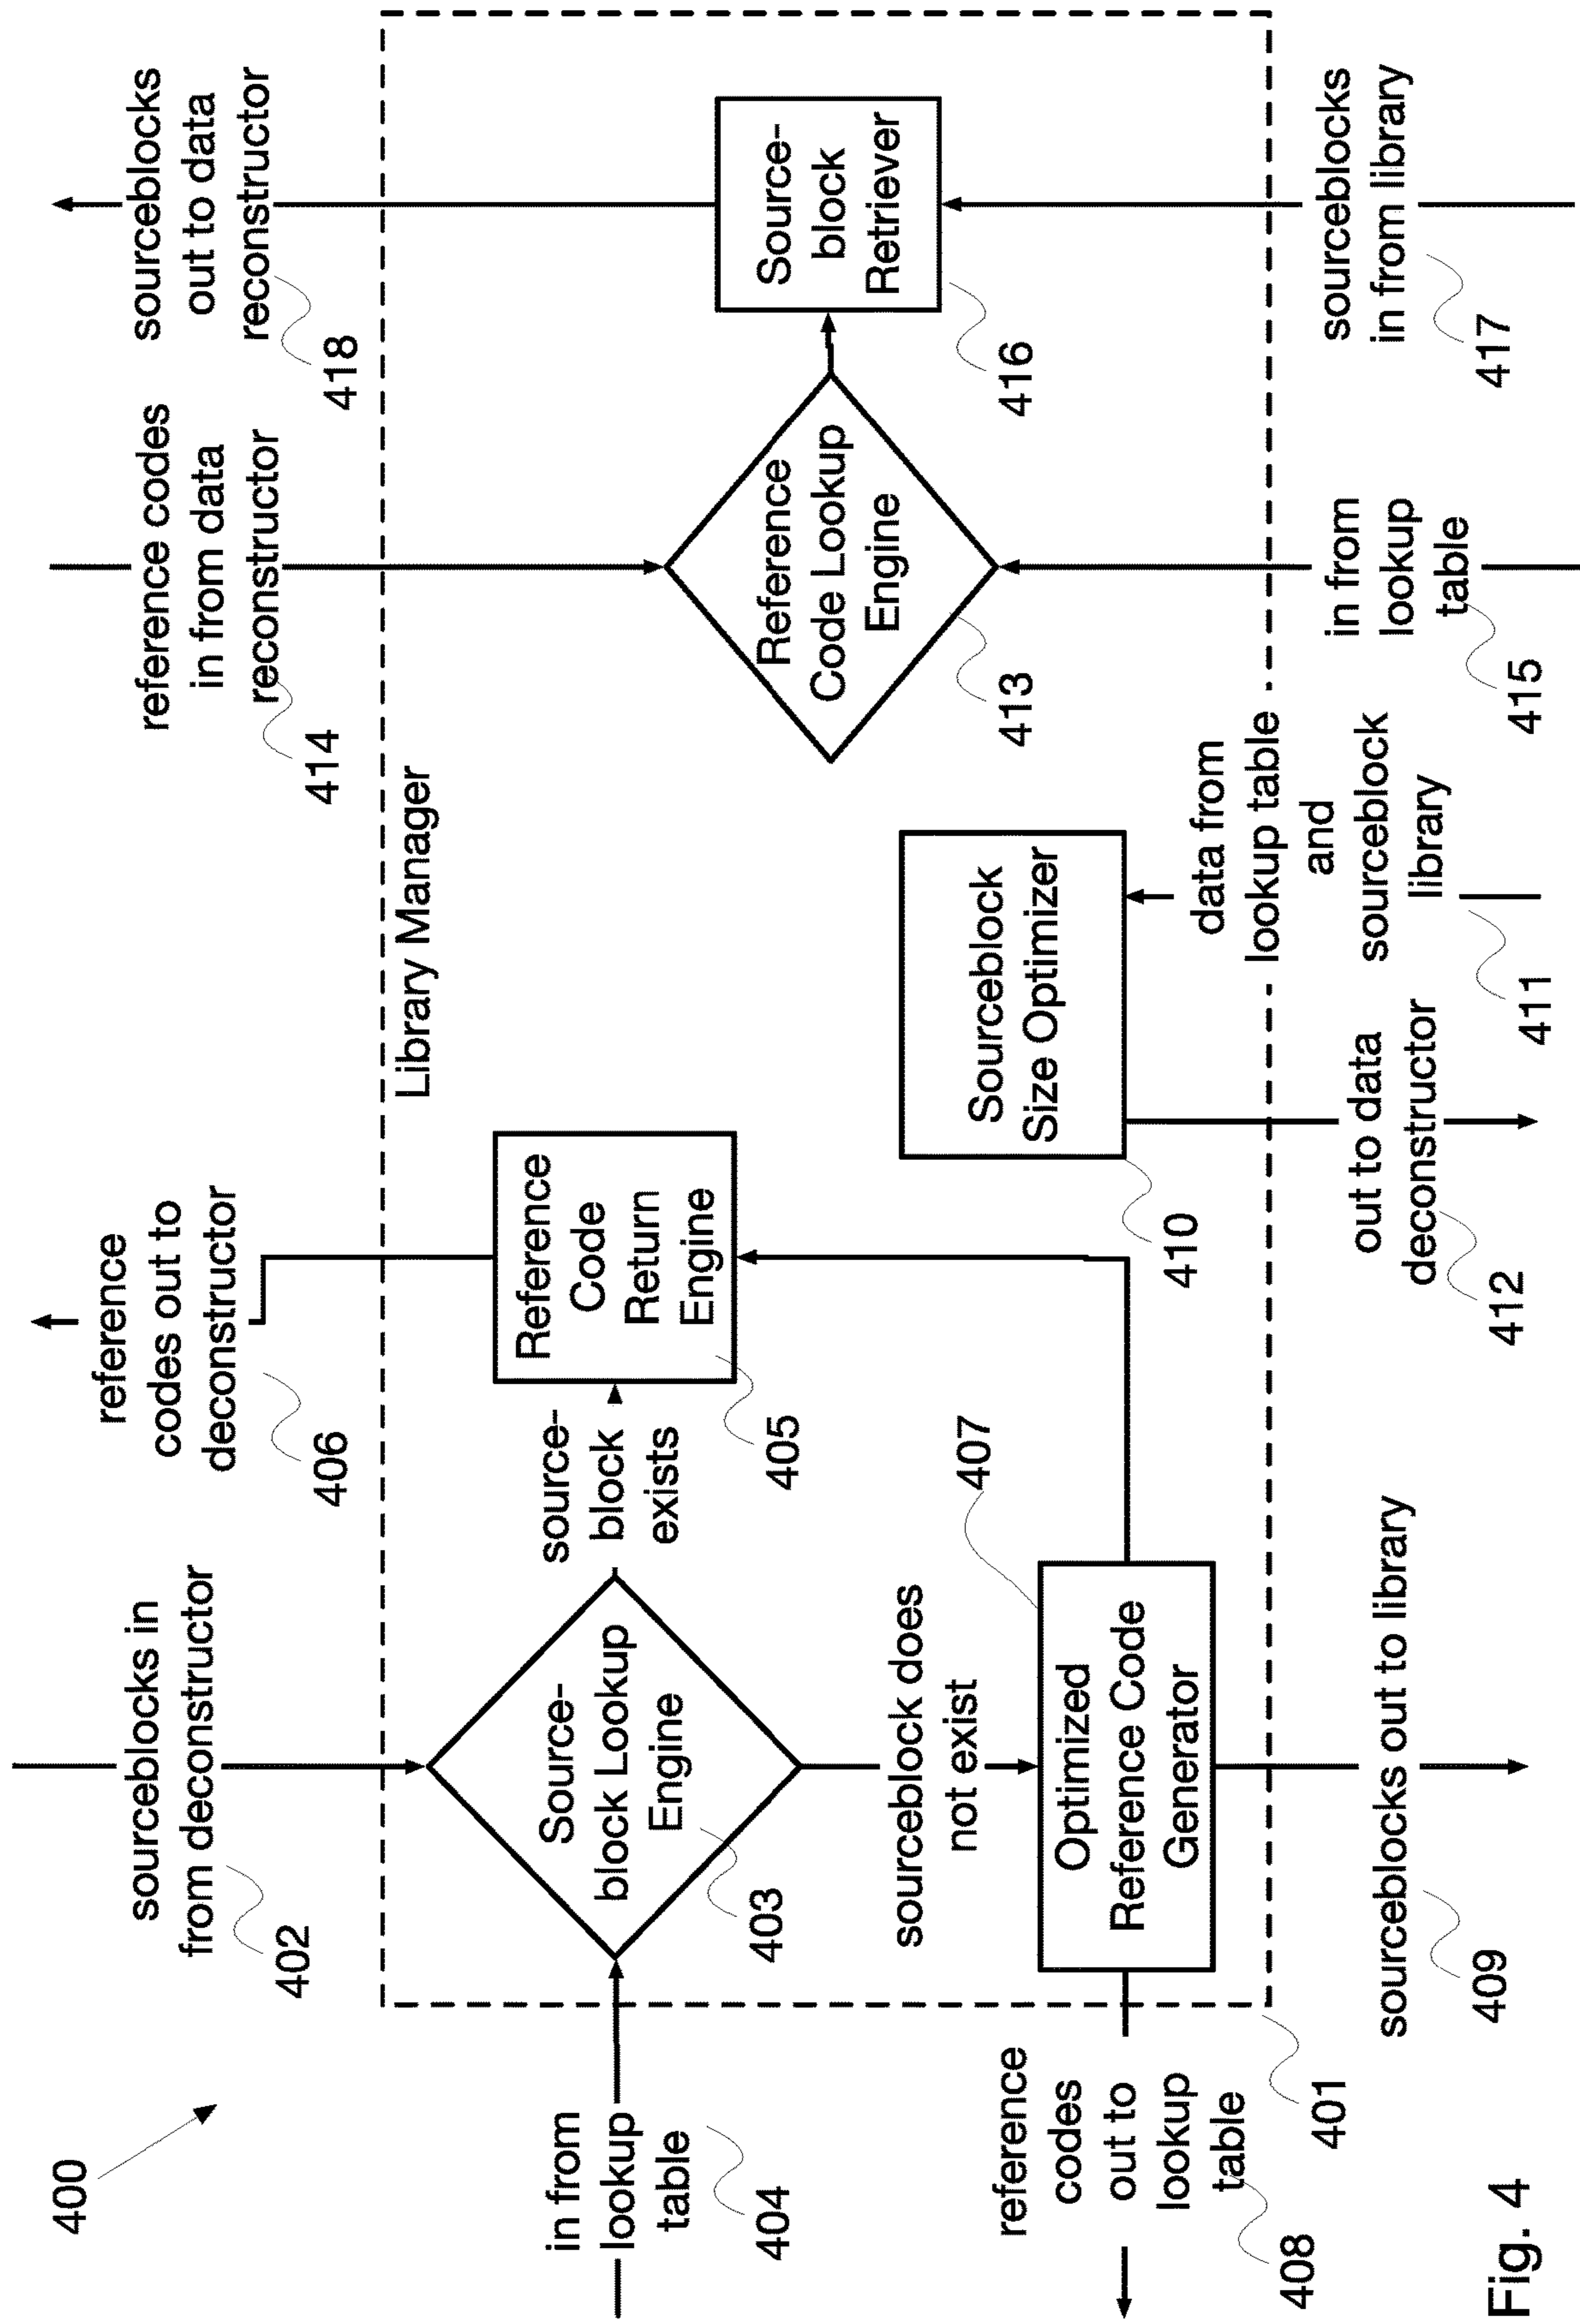 400
sourceblocks in
from deconstructor
402
reference
codes out to
deconstructor
406
reference codes
in from data
reconstructor
414
sourceblocks
out to data
reconstructor
418
Library Manager
in from
lookup
table
404
Source-
block Lookup
Engine
403
source-
block
exists
Reference
Code
Return
Engine
405
sourceblock does
not exist
407
Optimized
Reference Code
Generator
reference
codes
out to
lookup
table
408
401
sourceblocks out to library
409
Sourceblock
Size Optimizer
410
out to data
deconstructor
412
data from
lookup table
and
sourceblock
library
411
Reference
Code Lookup
Engine
413
in from
lookup
table
415
Source-
block
Retriever
416
sourceblocks
in from library
417
Fig. 4